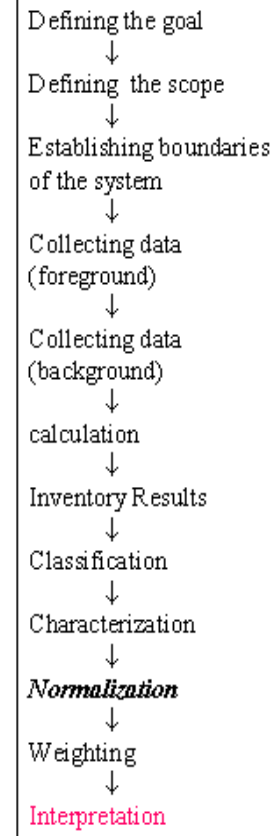 Defining the goal
↓
Defining the scope
↓
Establishing boundaries
of the system
↓
Collecting data
(foreground)
↓
Collecting data
(background)
↓
calculation
↓
Inventory Results
↓
Classification
↓
Characterization
↓
Normalization
↓
Weighting
↓
Interpretation